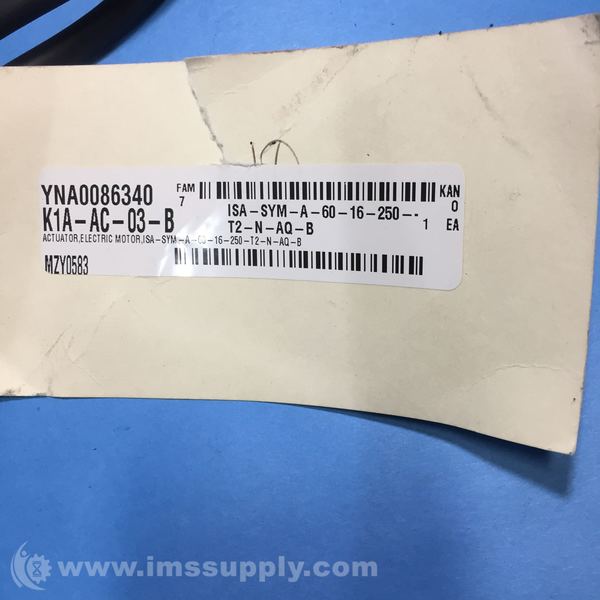 YNA0086340 FAM 7 KAN 0
ISA-SYM-A-60-16-250--
K1A-AC-03-B T2-N-AQ-B 1 EA
ACTUATOR,ELECTRIC MOTOR,ISA-SYM-A-60-16-250-T2-N-AQ-B
MZY0583
www.imssupply.com